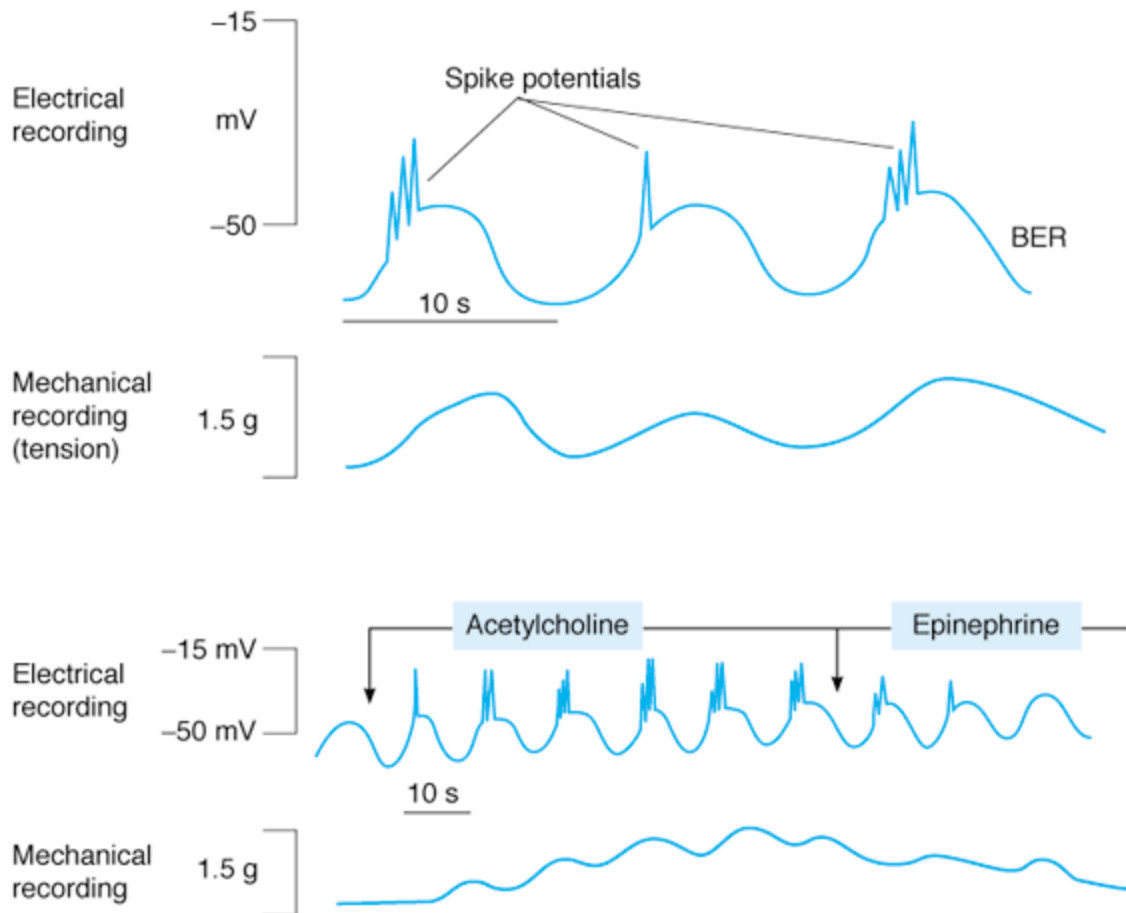 −15
Spike potentials
Electrical
recording
mV
−50
BER
10 s
Mechanical
recording
(tension)
1.5 g
Acetylcholine
Epinephrine
−15 mV
Electrical
recording
−50 mV
10 s
Mechanical
recording
1.5 g